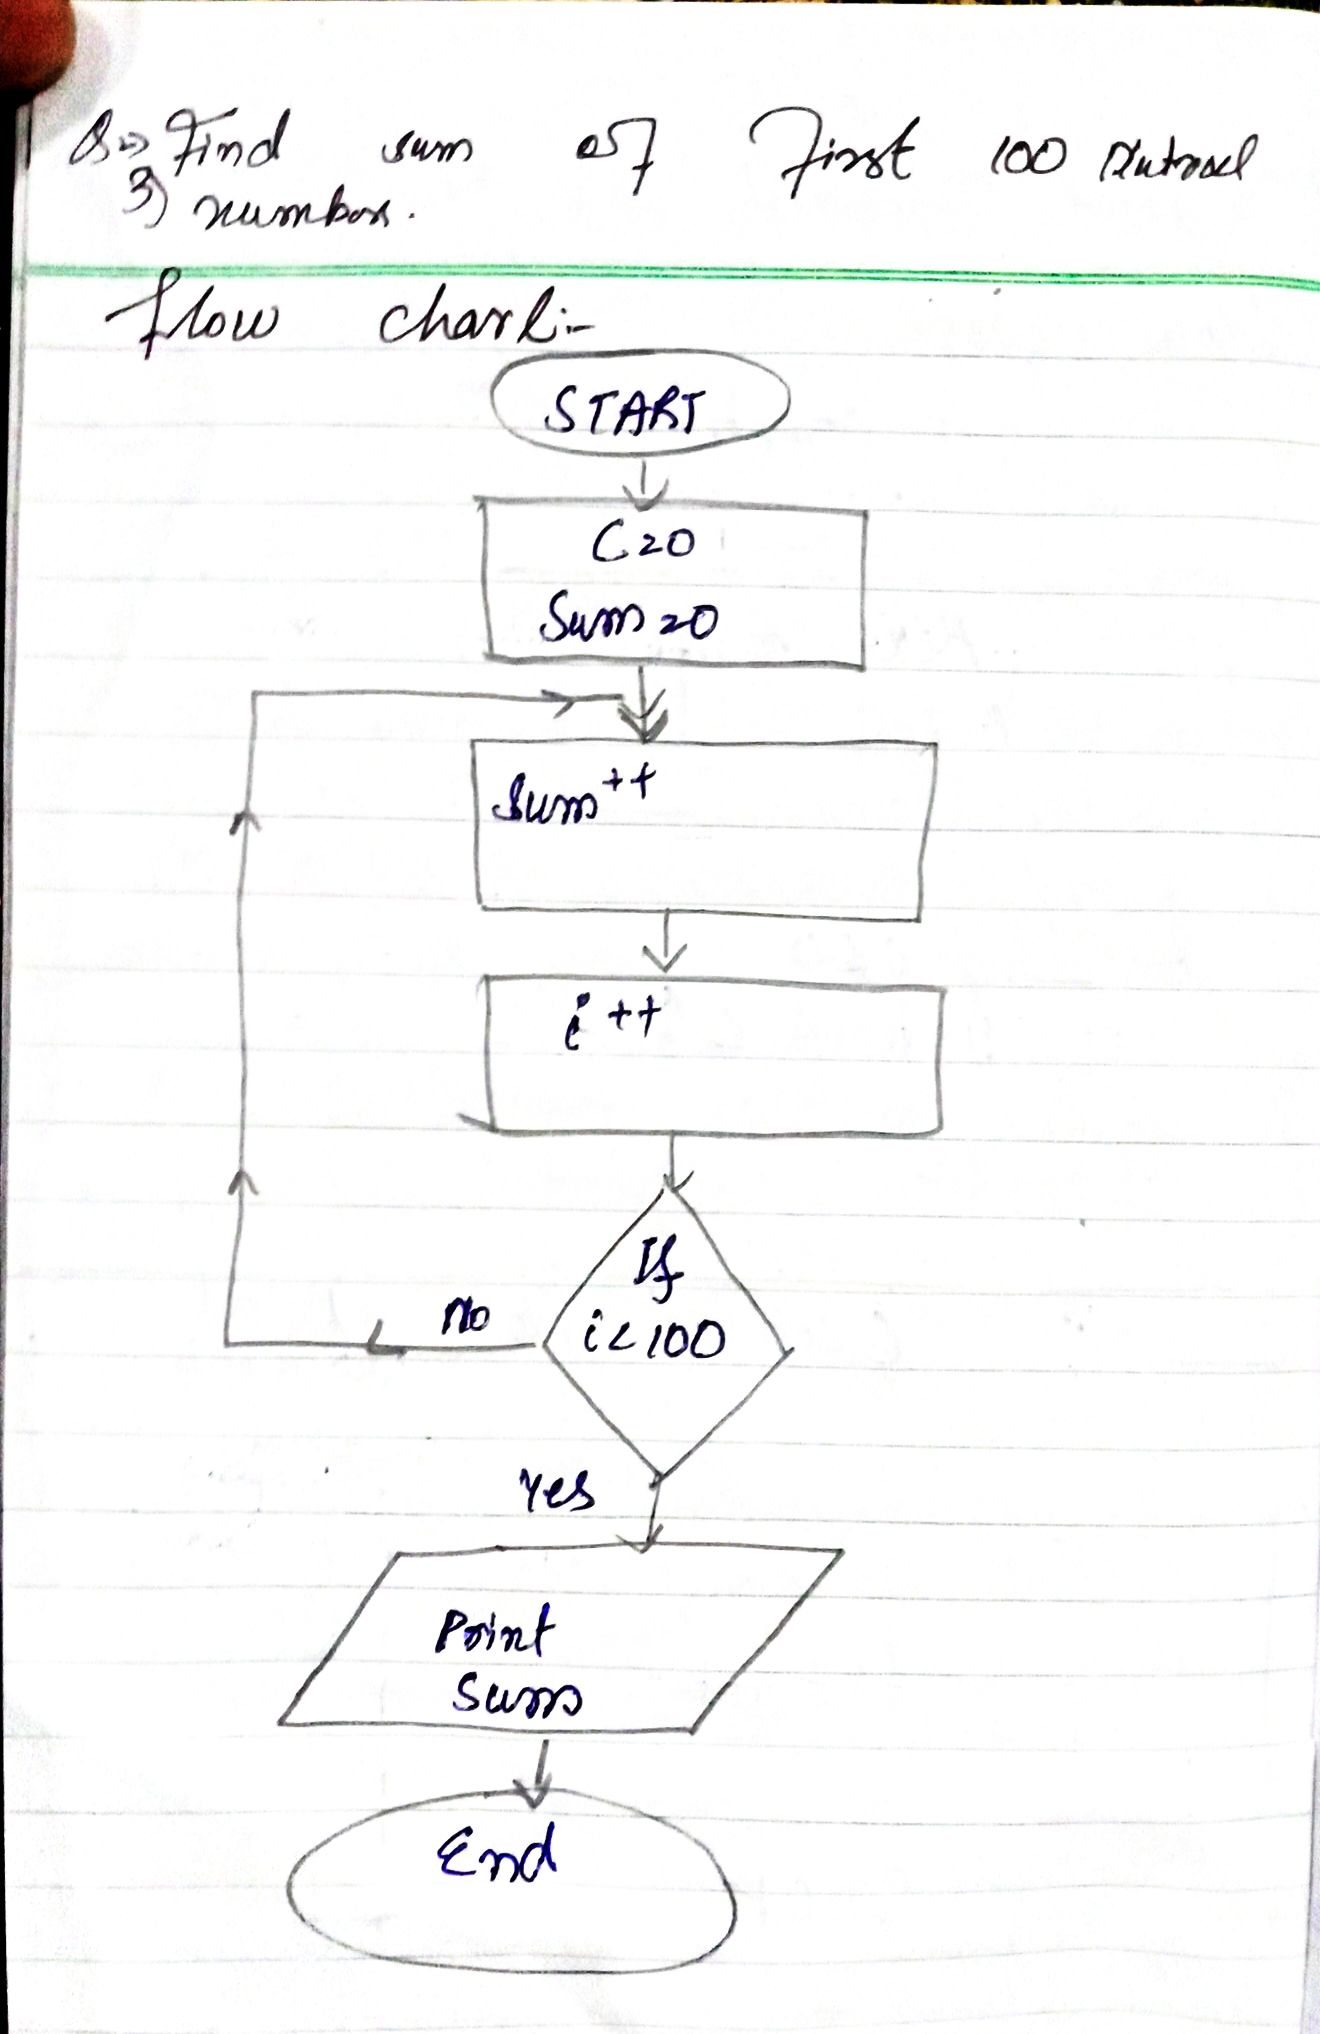 Q⇒ Find sum of First 100 Natural
3) numbers.
Flow chart:-
START
C=0
Sum=0
Sum++
i++
If
i<100
No
Yes
Print
Sum
End